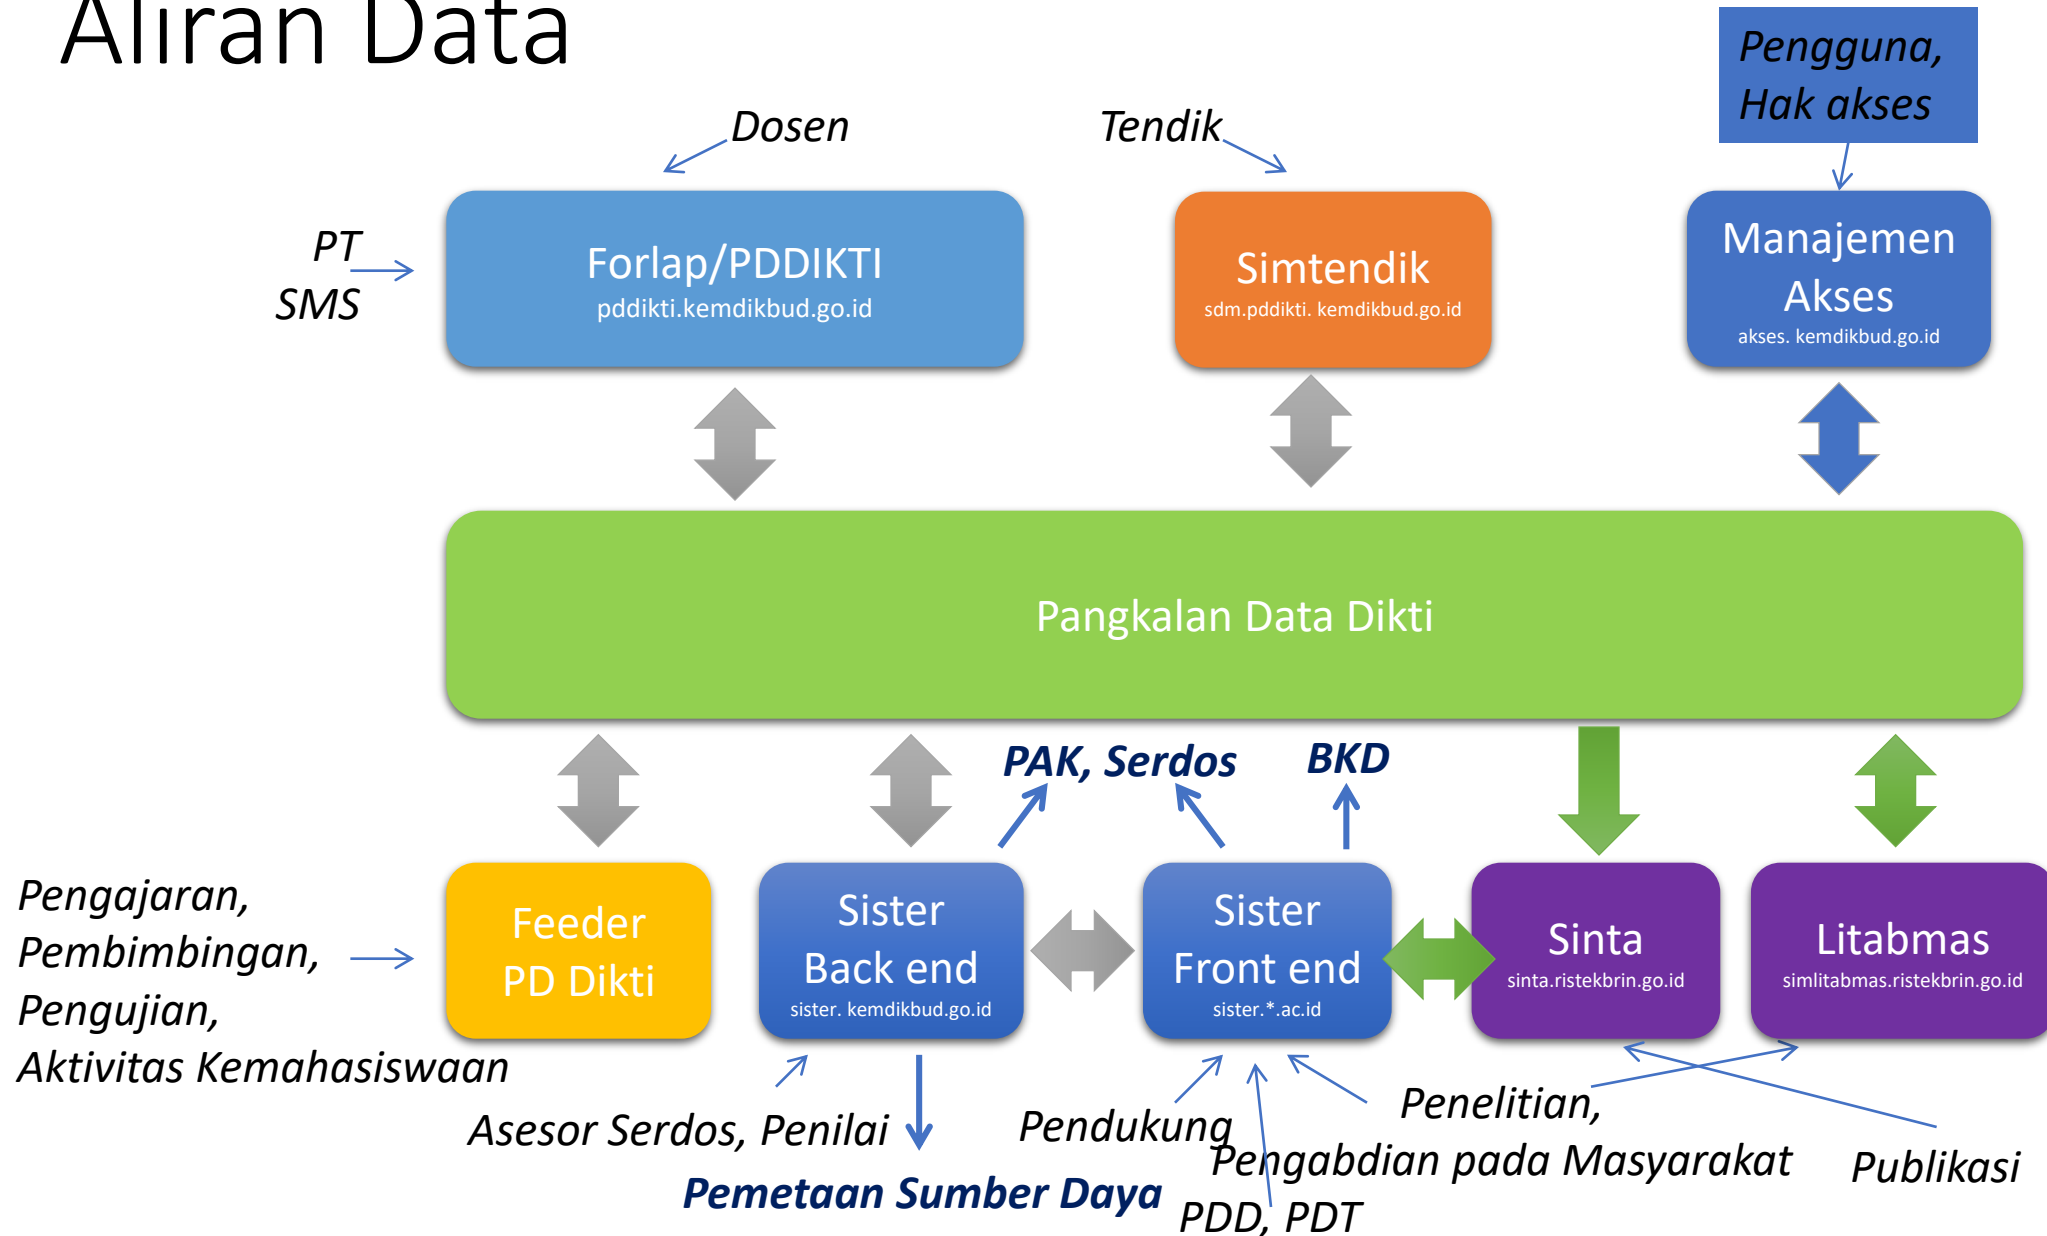 Aliran Data
Pengguna,
Hak akses
Dosen
Tendik
PT
SMS
Forlap/PDDIKTI
pddikti.kemdikbud.go.id
Simtendik
sdm.pddikti. kemdikbud.go.id
Manajemen
Akses
akses. kemdikbud.go.id
Pangkalan Data Dikti
PAK, Serdos
BKD
Pengajaran,
Pembimbingan,
Pengujian,
Aktivitas Kemahasiswaan
Feeder
PD Dikti
Sister
Back end
sister. kemdikbud.go.id
Sister
Front end
sister.*.ac.id
Sinta
sinta.ristekbrin.go.id
Litabmas
simlitabmas.ristekbrin.go.id
Asesor Serdos, Penilai
Pemetaan Sumber Daya
Pendukung
PDD, PDT
Penelitian,
Pengabdian pada Masyarakat
Publikasi